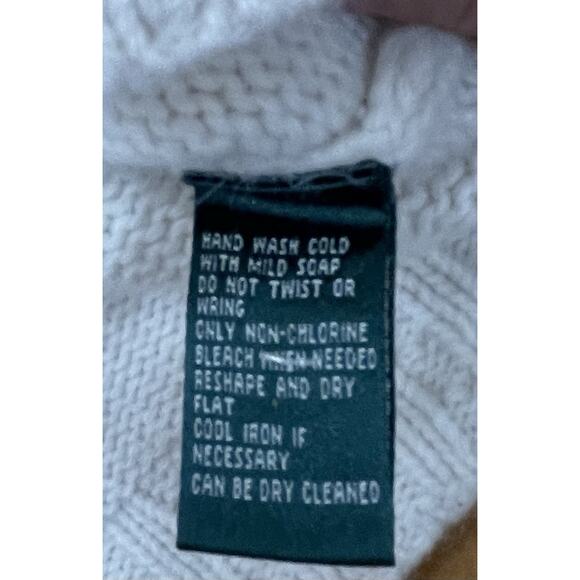 HAND WASH COLD
WITH MILD SOAP
DO NOT TWIST OR
WRING
ONLY NON-CHLORINE
BLEACH WHEN NEEDED
RESHAPE AND DRY
FLAT
COOL IRON IF
NECESSARY
CAN BE DRY CLEANED